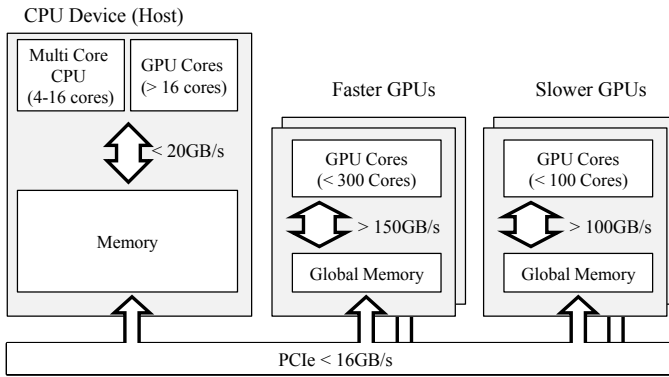 CPU Device (Host)
Multi Core
CPU
(4-16 cores)
GPU Cores
(> 16 cores)
< 20GB/s
Memory
Faster GPUs
GPU Cores
(< 300 Cores)
> 150GB/s
Global Memory
Slower GPUs
GPU Cores
(< 100 Cores)
> 100GB/s
Global Memory
PCIe < 16GB/s